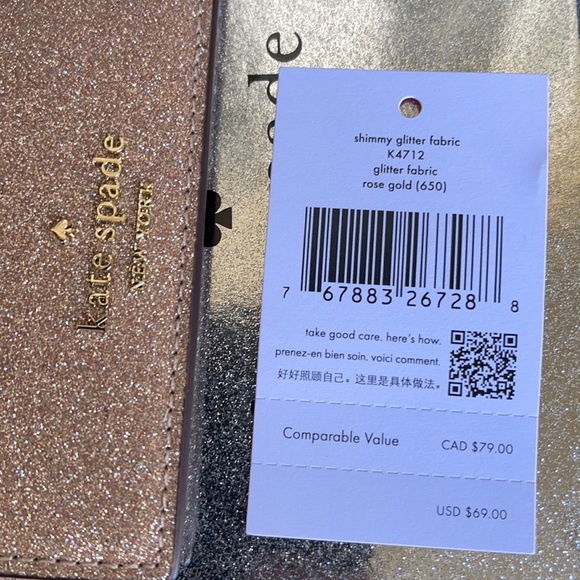 kate spade
NEW YORK
shimmy glitter fabric
K4712
glitter fabric
rose gold (650)
7 67883 26728 8
take good care. here's how.
prenez-en bien soin. voici comment.
好好照顾自己。这里是具体做法。
Comparable Value CAD $79.00
USD $69.00